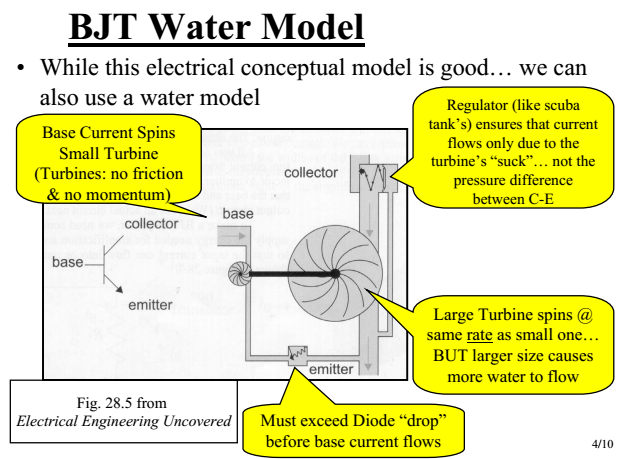 BJT Water Model
• While this electrical conceptual model is good… we can
also use a water model
Base Current Spins
Small Turbine
(Turbines: no friction
& no momentum)
Regulator (like scuba
tank's) ensures that current
flows only due to the
turbine's “suck”… not the
pressure difference
between C-E
collector
base
collector
base
emitter
Large Turbine spins @
same rate as small one…
BUT larger size causes
more water to flow
emitter
Fig. 28.5 from
Electrical Engineering Uncovered
Must exceed Diode “drop”
before base current flows
4/10